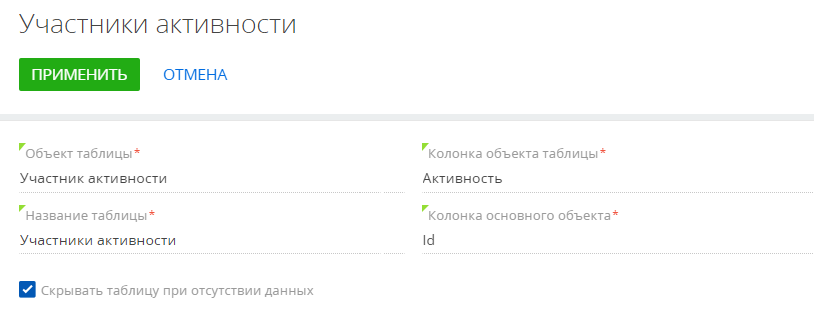 Участники активности
ПРИМЕНИТЬ ОТМЕНА
Объект таблицы* Колонка объекта таблицы*
Участник активности Активность
Название таблицы* Колонка основного объекта*
Участники активности Id
Скрывать таблицу при отсутствии данных